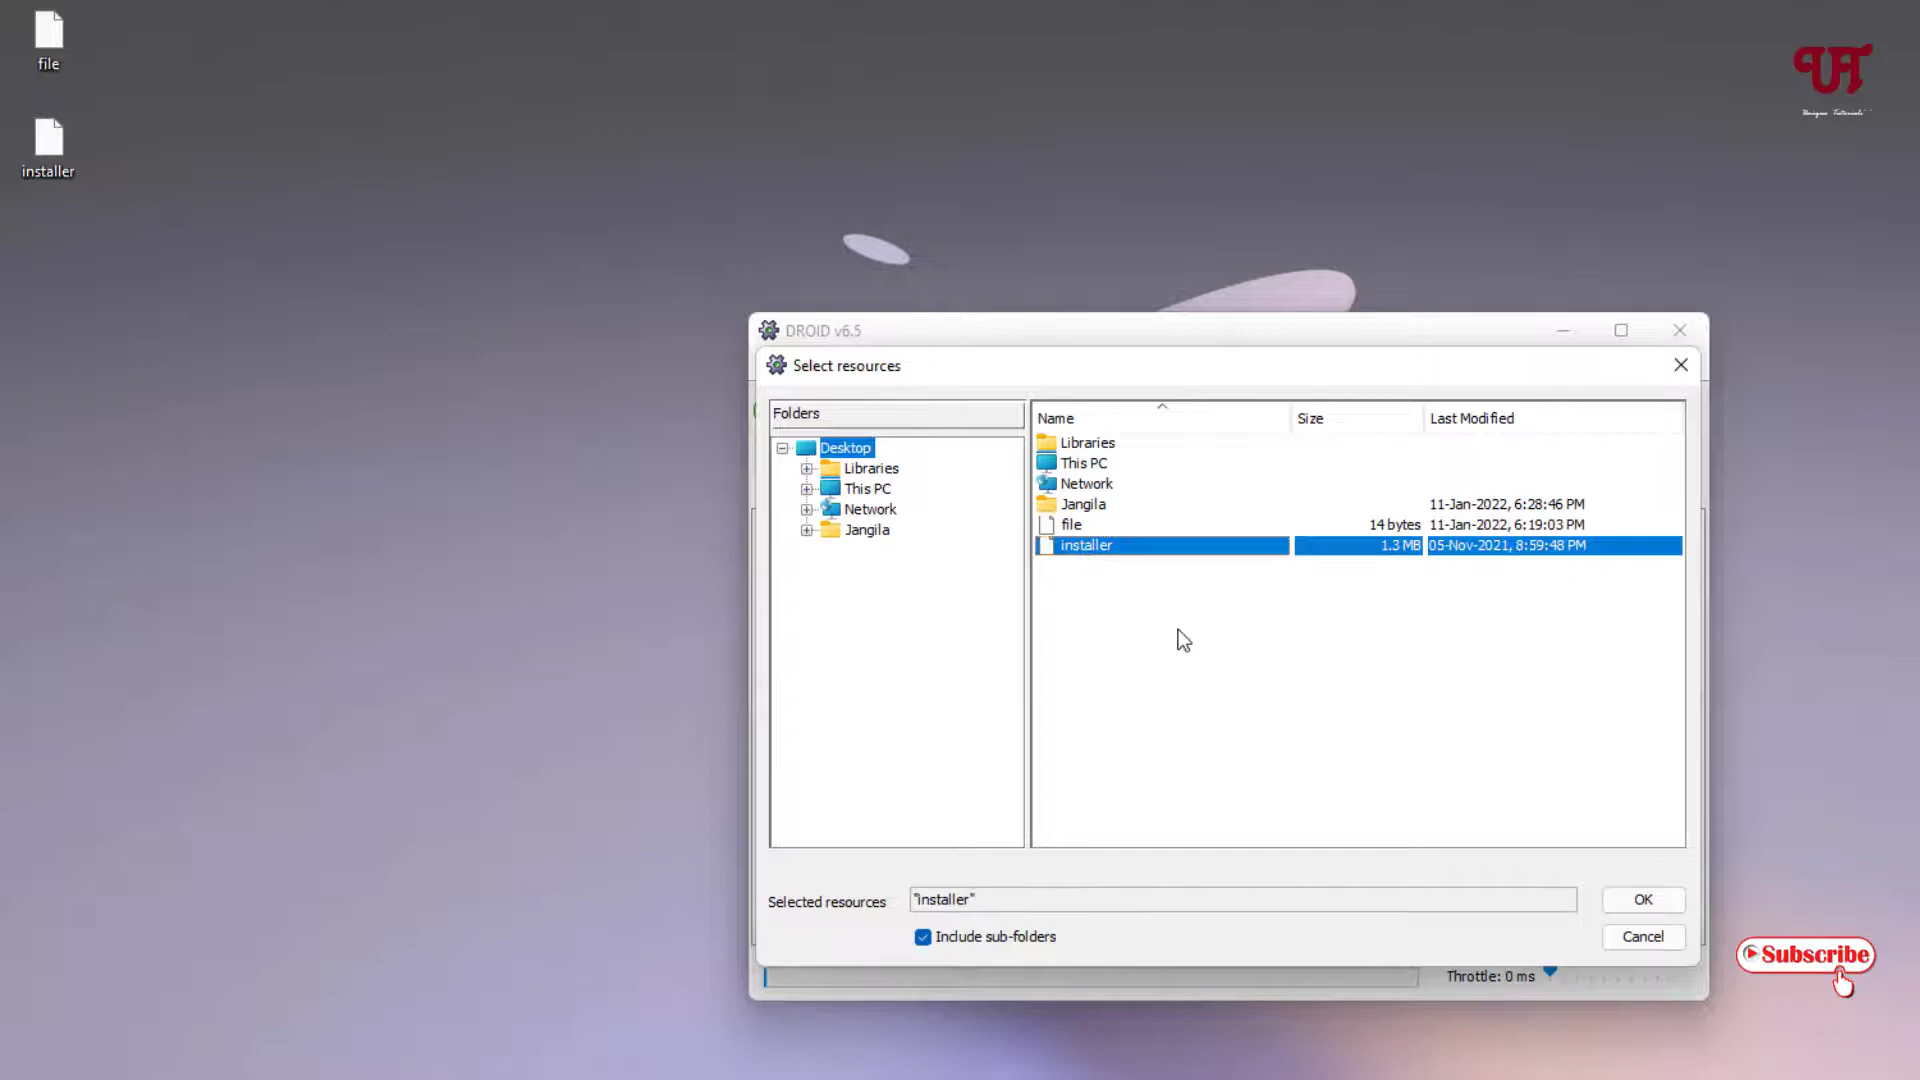 file
installer
UT
Unique Tutorials
DROID v6.5
Select resources
Folders
Desktop
Libraries
This PC
Network
Jangila
Name Size Last Modified
Libraries
This PC
Network
Jangila 11-Jan-2022, 6:28:46 PM
file 14 bytes 11-Jan-2022, 6:19:03 PM
installer 1.3 MB 05-Nov-2021, 8:59:48 PM
Selected resources "installer" OK
Include sub-folders Cancel
Throttle: 0 ms
Subscribe